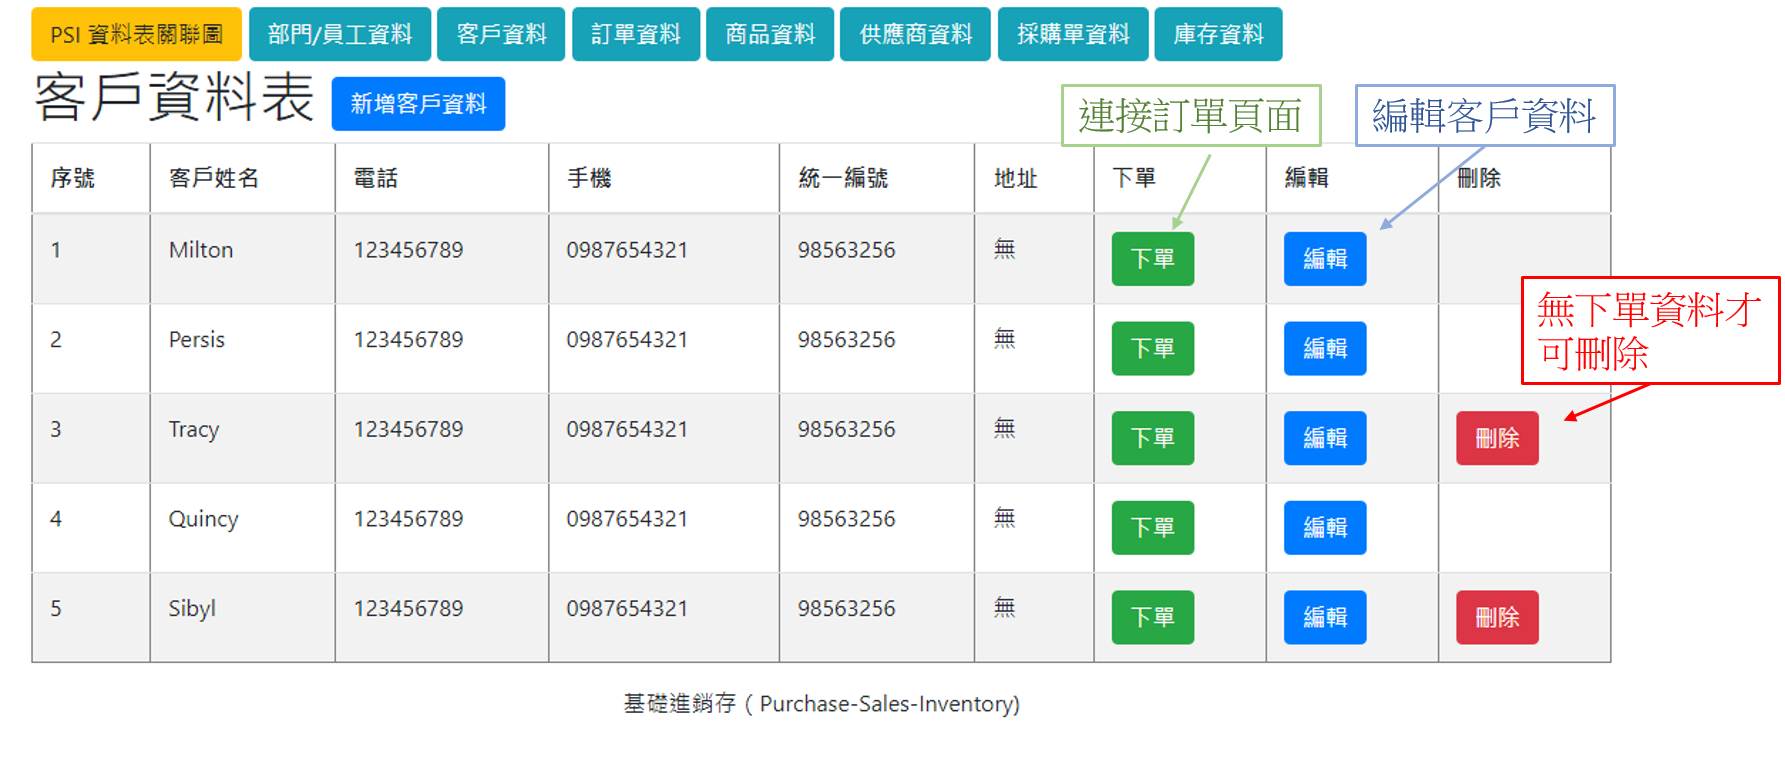 PSI 資料表關聯圖 部門/員工資料 客戶資料 訂單資料 商品資料 供應商資料 採購單資料 庫存資料
客戶資料表 新增客戶資料
連接訂單頁面 編輯客戶資料
序號 客戶姓名 電話 手機 統一編號 地址 下單 編輯 刪除
1 Milton 123456789 0987654321 98563256 無 下單 編輯
無下單資料才
可刪除
2 Persis 123456789 0987654321 98563256 無 下單 編輯
3 Tracy 123456789 0987654321 98563256 無 下單 編輯 刪除
4 Quincy 123456789 0987654321 98563256 無 下單 編輯
5 Sibyl 123456789 0987654321 98563256 無 下單 編輯 刪除
基礎進銷存 ( Purchase-Sales-Inventory)